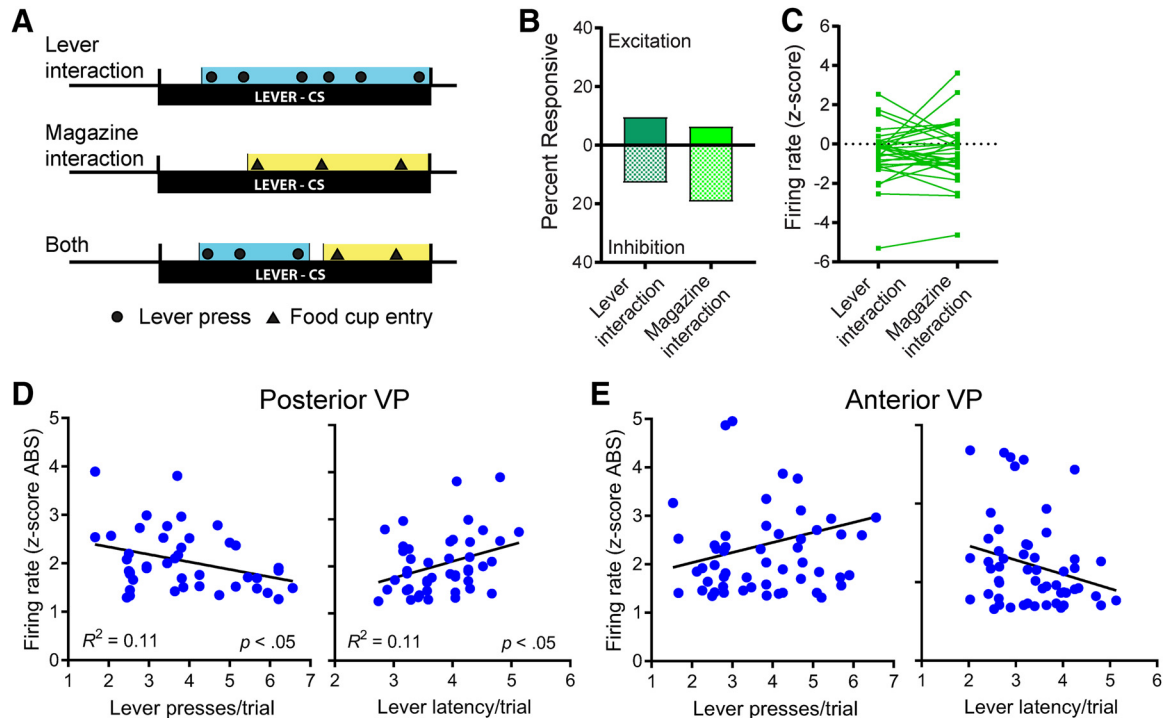 A
Lever
interaction
LEVER - CS
Magazine
interaction
LEVER - CS
Both
LEVER - CS
● Lever press ▲ Food cup entry
B
Percent Responsive
40
20
0
20
40
Excitation
Inhibition
Lever
interaction
Magazine
interaction
C
Firing rate (z-score)
6
4
2
0
-2
-4
-6
Lever
interaction
Magazine
interaction
D
Posterior VP
Firing rate (z-score ABS)
5
4
3
2
1
0
R² = 0.11 p < .05
1 2 3 4 5 6 7
Lever presses/trial
R² = 0.11 p < .05
2 3 4 5 6
Lever latency/trial
E
Anterior VP
Firing rate (z-score ABS)
5
4
3
2
1
0
1 2 3 4 5 6 7
Lever presses/trial
2 3 4 5 6
Lever latency/trial